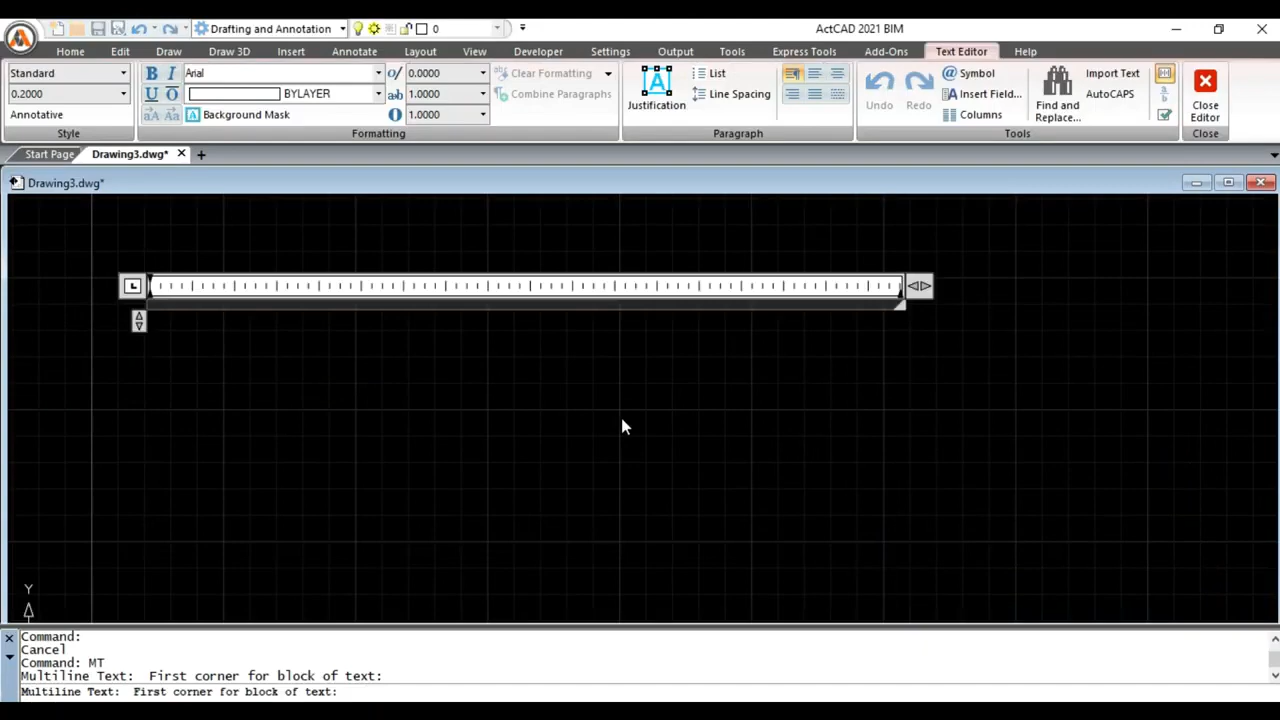 Drafting and Annotation
0
ActCAD 2021 BIM
Home Edit Draw Draw 3D Insert Annotate Layout View Developer Settings Output Tools Express Tools Add-Ons Text Editor Help
Standard
0.2000
Annotative
Style
B I Arial
U O BYLAYER
aA Aa Background Mask
0/ 0.0000
a•b 1.0000
1.0000
Clear Formatting
Combine Paragraphs
Formatting
A
Justification
List
Line Spacing
Paragraph
Undo
Redo
@ Symbol
Insert Field...
Columns
Find and
Replace...
Import Text
AutoCAPS
Tools
Close
Editor
Close
Start Page Drawing3.dwg*
Drawing3.dwg*
Y
Command:
Cancel
Command: MT
Multiline Text: First corner for block of text:
Multiline Text: First corner for block of text: